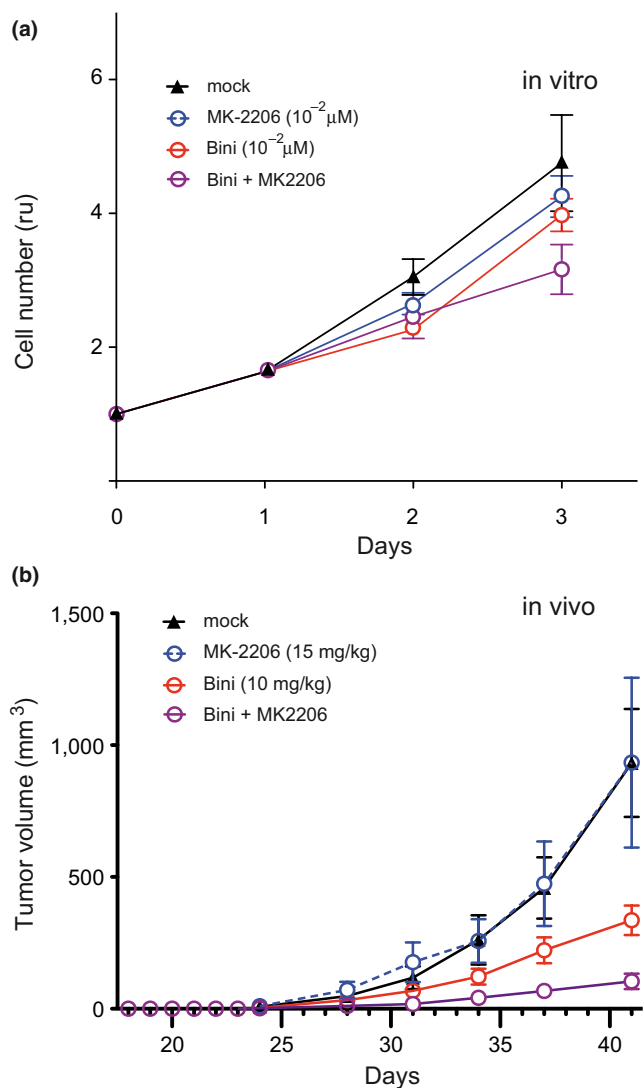 (a)
6
4
2
Cell number (ru)
mock
in vitro
MK-2206 (10⁻²µM)
Bini (10⁻²µM)
Bini + MK2206
0 1 2 3
Days
(b)
1,500
1,000
500
0
Tumor volume (mm³)
mock
in vivo
MK-2206 (15 mg/kg)
Bini (10 mg/kg)
Bini + MK2206
20 25 30 35 40
Days